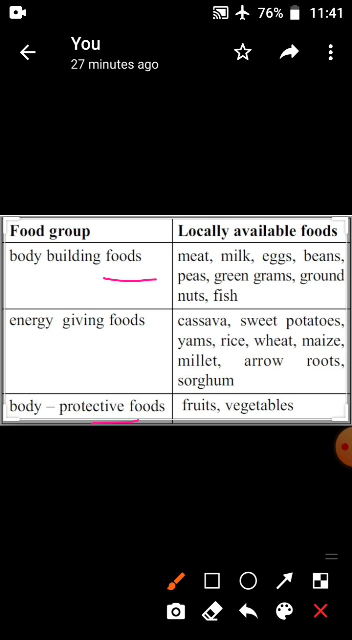 76% 11:41
You
27 minutes ago
Food group
Locally available foods
body building foods
meat, milk, eggs, beans,
peas, green grams, ground
nuts, fish
energy giving foods
cassava, sweet potatoes,
yams, rice, wheat, maize,
millet, arrow roots,
sorghum
body – protective foods
fruits, vegetables